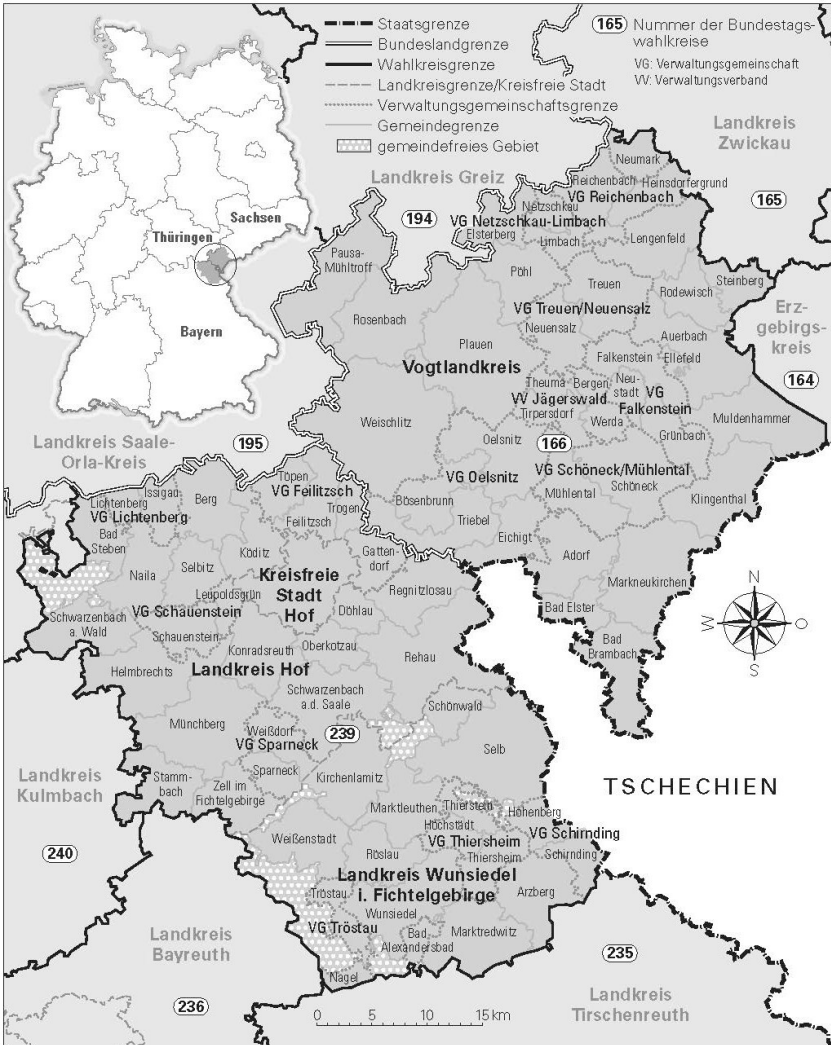 Staatsgrenze
Bundeslandgrenze
Wahlkreisgrenze
Landkreisgrenze/Kreisfreie Stadt
Verwaltungsgemeinschaftsgrenze
Gemeindegrenze
gemeindefreies Gebiet
165
Nummer der Bundestags-
wahlkreise
VG: Verwaltungsgemeinschaft
VV: Verwaltungsverband
Sachsen
Thüringen
Bayern
Landkreis
Zwickau
165
Landkreis Greiz
194
Neumark
Reichenbach
Heinsdorfergrund
VG Reichenbach
Netzschkau
VG Netzschkau-Limbach
Elsterberg
Limbach
Lengenfeld
Pausa-
Mühltroff
Pöhl
Treuen
Steinberg
Rodewisch
VG Treuen/Neuensalz
Rosenbach
Neuensalz
Auerbach
Erz-
gebirgs-
kreis
164
Plauen
Falkenstein
Ellefeld
Vogtlandkreis
Theuma
Bergen
Neu-
stadt
VG
Falkenstein
VV Jägerswald
Tirpersdorf
Werda
Muldenhammer
Weischlitz
Oelsnitz
166
Grünbach
VG Oelsnitz
VG Schöneck/Mühlental
Schöneck
Mühlental
Klingenthal
Bösenbrunn
Triebel
Eichigt
Adorf
Markneukirchen
Bad Elster
Bad
Brambach
Landkreis Saale-
Orla-Kreis
195
Töpen
VG Feilitzsch
Trogen
Feilitzsch
Issigau
Lichtenberg
VG Lichtenberg
Berg
Bad
Steben
Köditz
Gatten-
dorf
Naila
Selbitz
Kreisfreie
Stadt
Hof
Regnitzlosau
Leupoldsgrün
Döhlau
Schwarzenbach
a. Wald
VG Schauenstein
Schauenstein
Konradsreuth
Oberkotzau
Rehau
Helmbrechts
Landkreis Hof
Schwarzenbach
a.d. Saale
Schönwald
Münchberg
Weißdorf
239
VG Sparneck
Selb
Sparneck
Stamm-
bach
Zell im
Fichtelgebirge
Kirchenlamitz
Landkreis
Kulmbach
240
TSCHECHIEN
N
W
O
S
Marktleuthen
Thierstein
Höchstädt
Hohenberg
VG Schirnding
Weißenstadt
VG Thiersheim
Röslau
Thiersheim
Schirnding
Landkreis Wunsiedel
i. Fichtelgebirge
Arzberg
Tröstau
Wunsiedel
VG Tröstau
Bad
Alexandersbad
Marktredwitz
Nagel
Landkreis
Bayreuth
236
235
Landkreis
Tirschenreuth
0 5 10 15 km